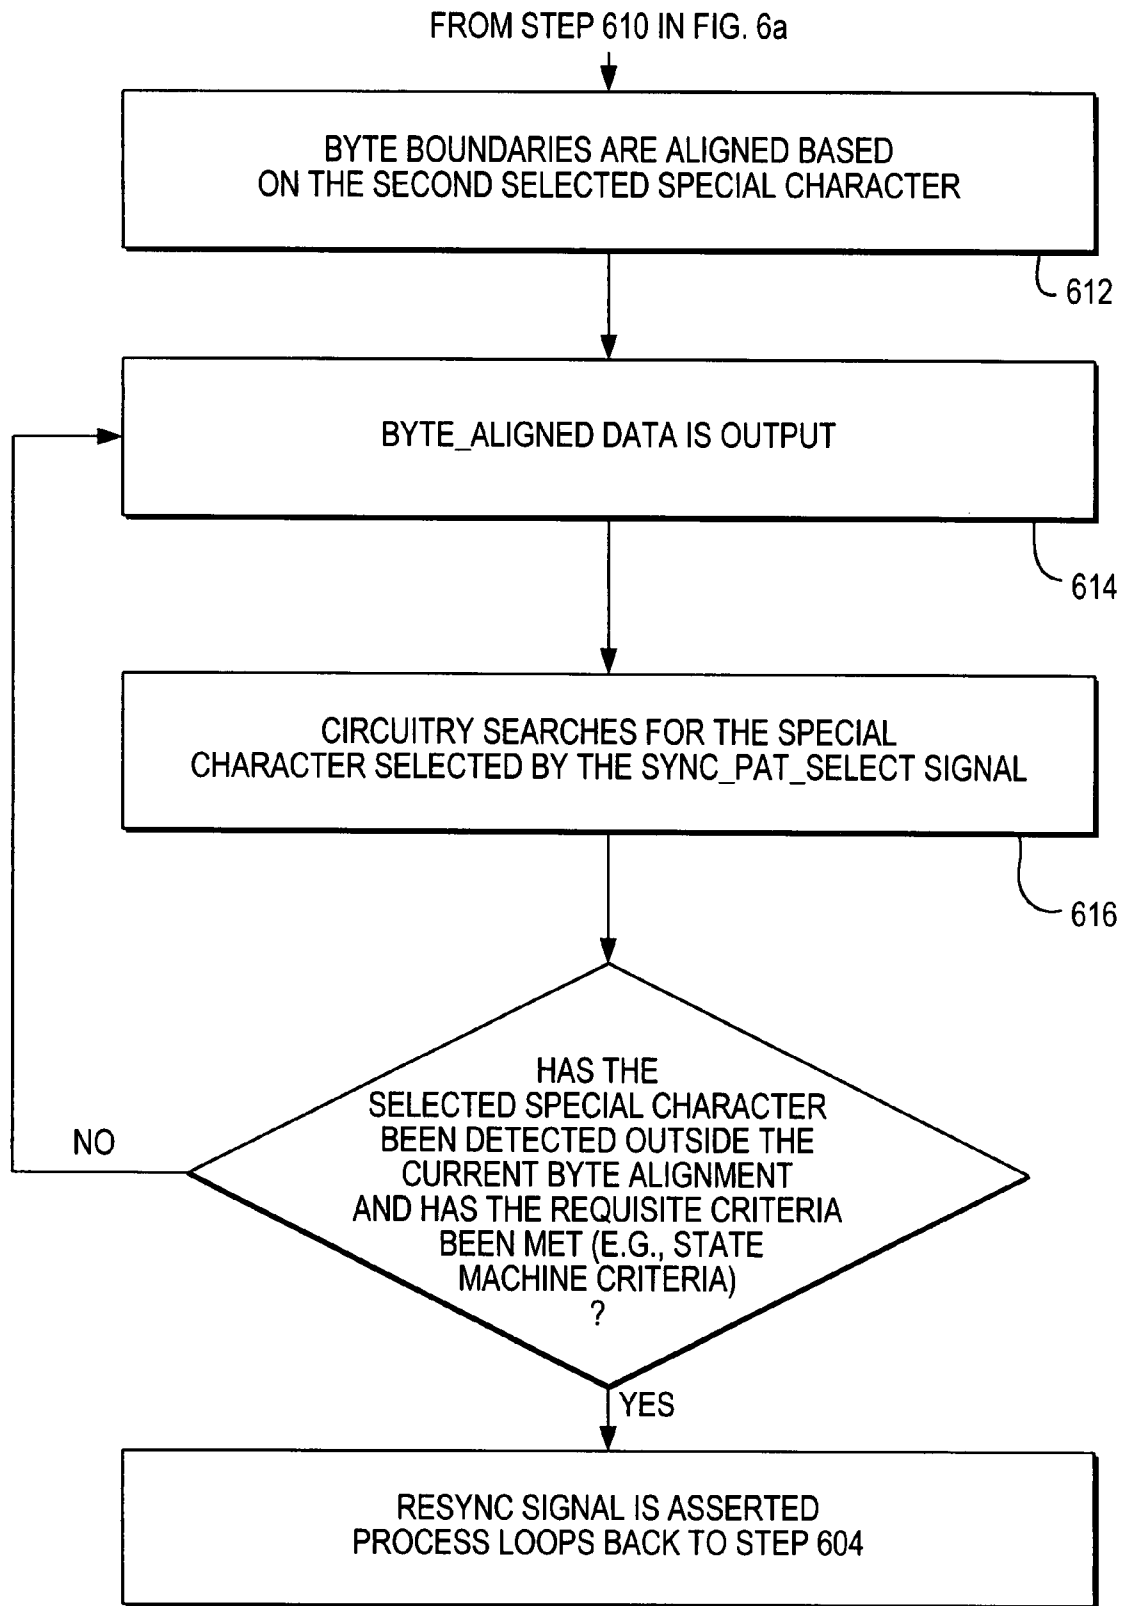 FROM STEP 610 IN FIG. 6a
BYTE BOUNDARIES ARE ALIGNED BASED
ON THE SECOND SELECTED SPECIAL CHARACTER
612
BYTE_ALIGNED DATA IS OUTPUT
614
CIRCUITRY SEARCHES FOR THE SPECIAL
CHARACTER SELECTED BY THE SYNC_PAT_SELECT SIGNAL
616
HAS THE
SELECTED SPECIAL CHARACTER
BEEN DETECTED OUTSIDE THE
CURRENT BYTE ALIGNMENT
AND HAS THE REQUISITE CRITERIA
BEEN MET (E.G., STATE
MACHINE CRITERIA)
?
NO
YES
RESYNC SIGNAL IS ASSERTED
PROCESS LOOPS BACK TO STEP 604